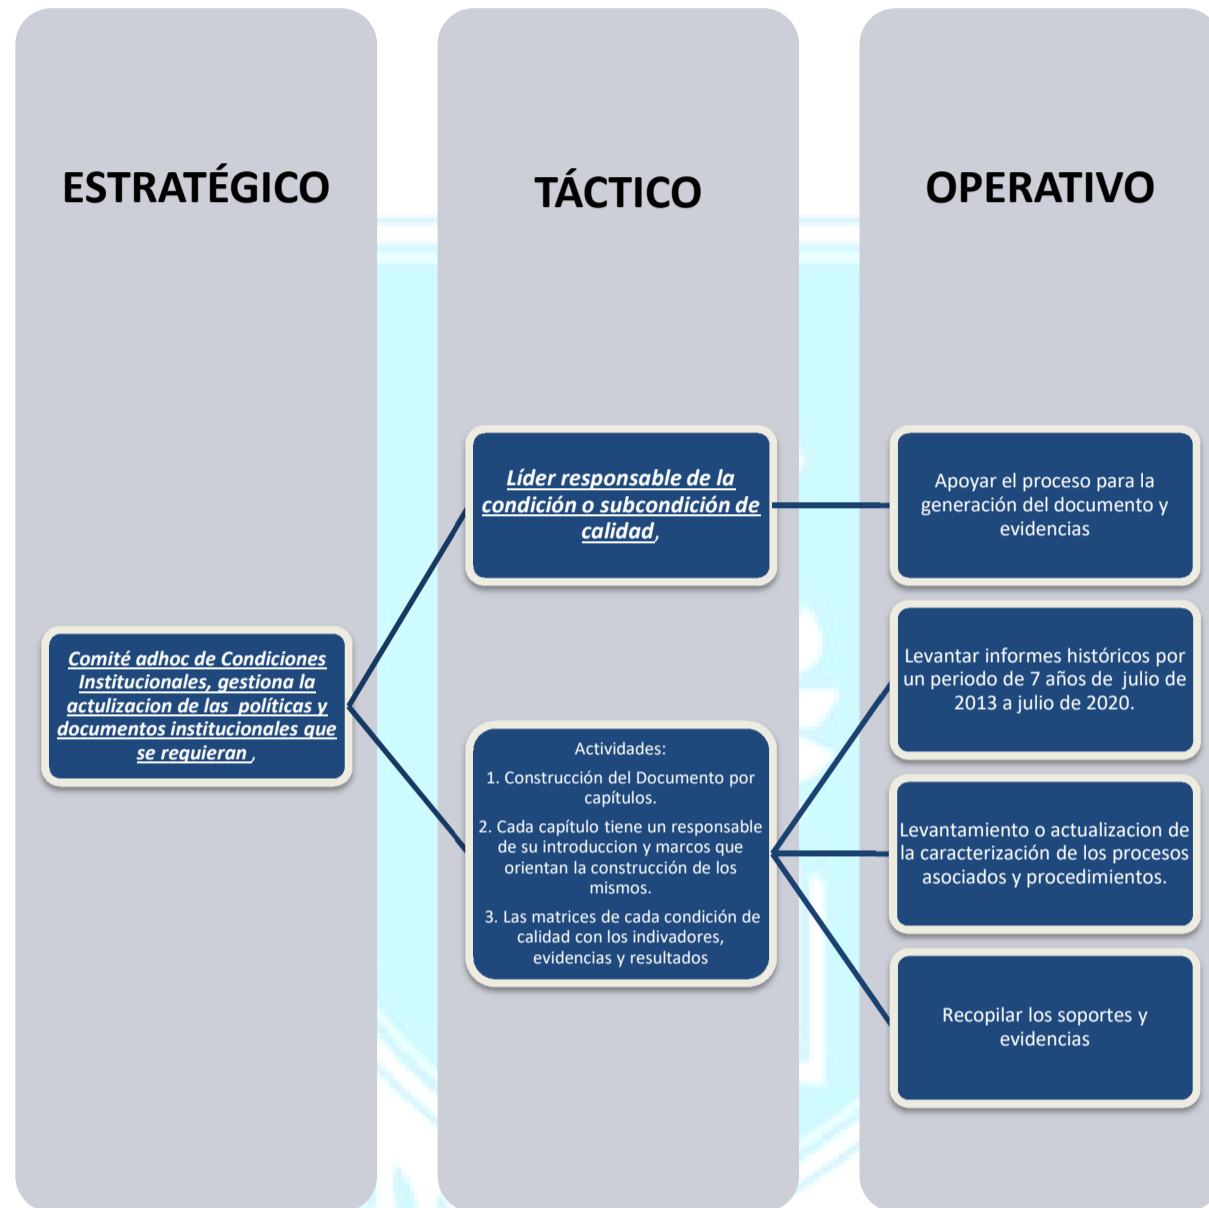 ESTRATÉGICO
TÁCTICO
OPERATIVO
Comité adhoc de Condiciones
Institucionales, gestiona la
actulizacion de las políticas y
documentos institucionales que
se requieran ,
Líder responsable de la
condición o subcondición de
calidad,
Actividades:
1. Construcción del Documento por
capítulos.
2. Cada capítulo tiene un responsable
de su introduccion y marcos que
orientan la construcción de los
mismos.
3. Las matrices de cada condición de
calidad con los indivadores,
evidencias y resultados
Apoyar el proceso para la
generación del documento y
evidencias
Levantar informes históricos por
un periodo de 7 años de julio de
2013 a julio de 2020.
Levantamiento o actualizacion de
la caracterización de los procesos
asociados y procedimientos.
Recopilar los soportes y
evidencias